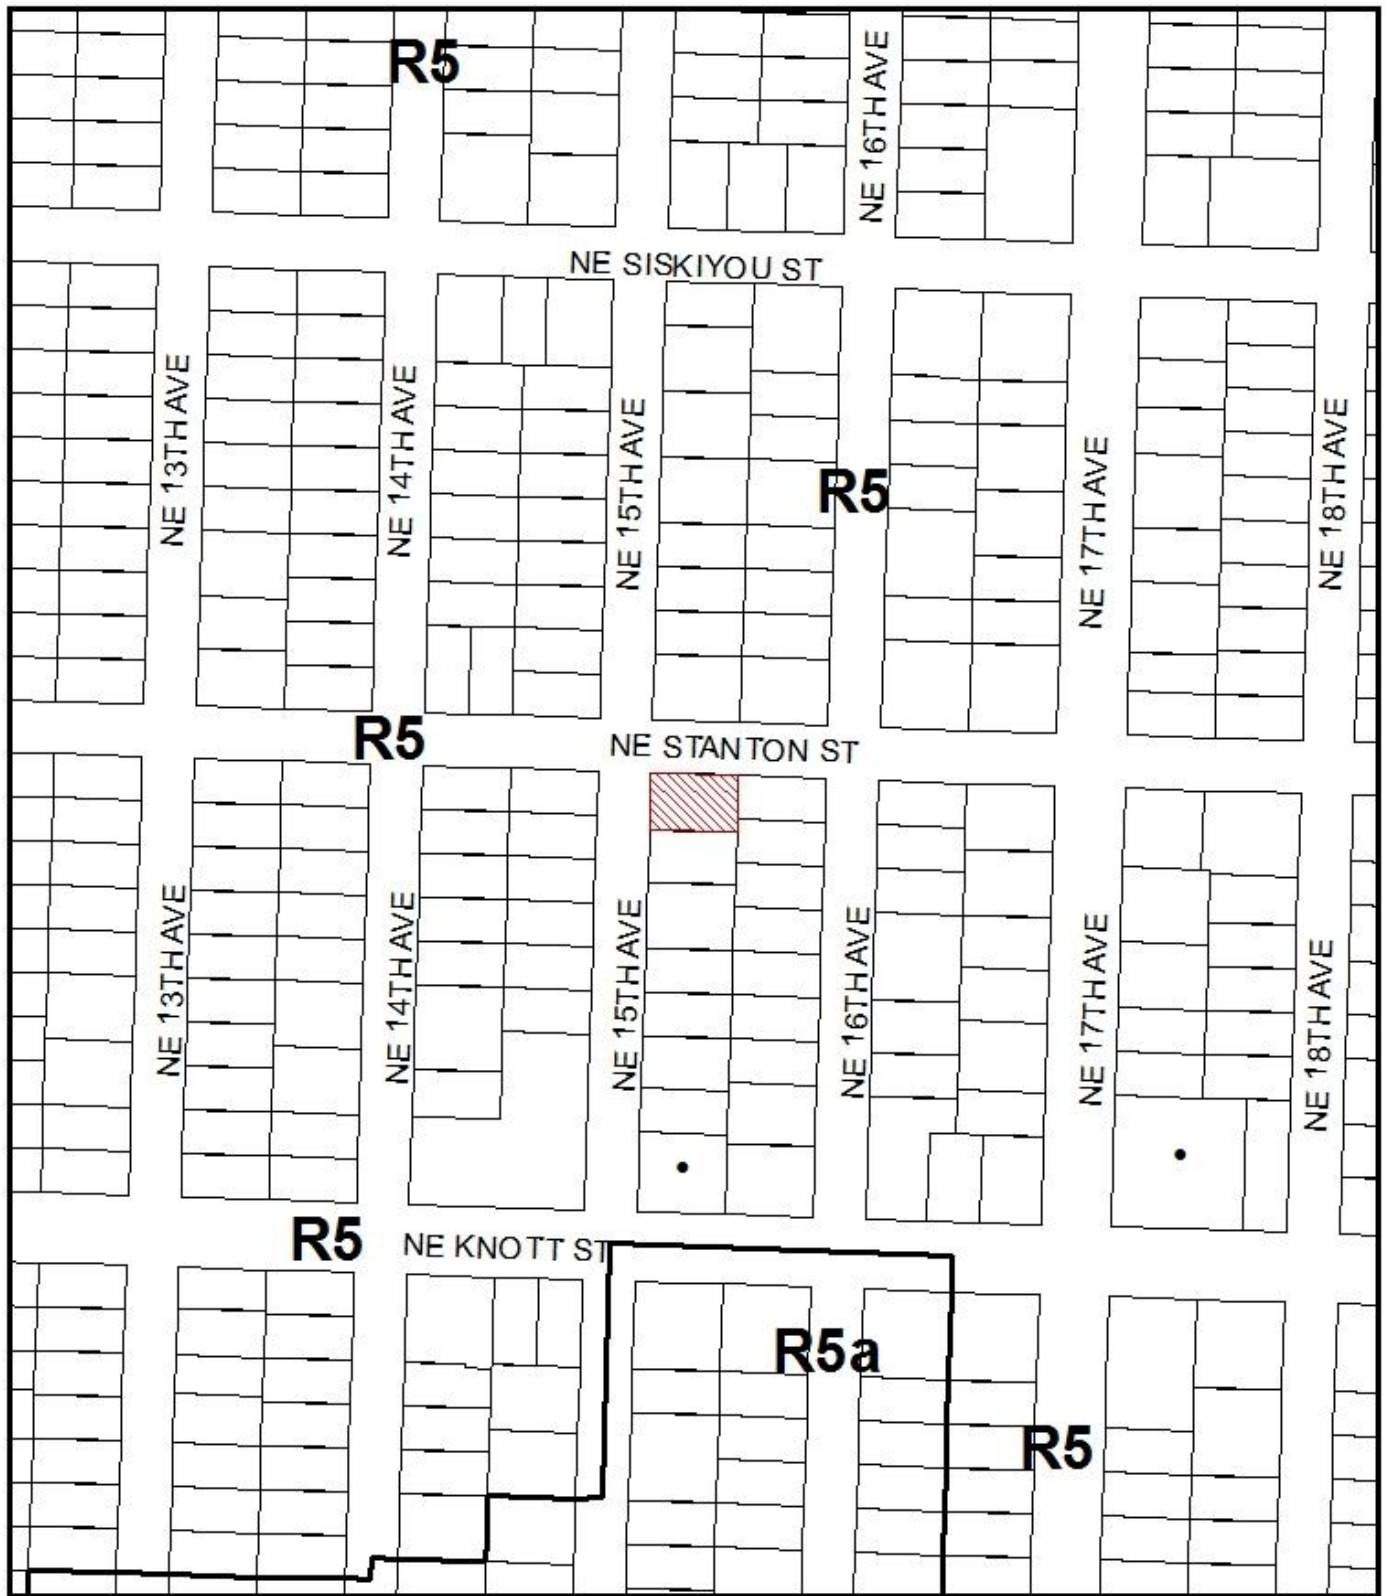 R5
NE 16TH AVE
NE SISKIYOU ST
NE 13TH AVE
NE 14TH AVE
NE 15TH AVE
R5
NE 17TH AVE
NE 18TH AVE
R5
NE STANTON ST
NE 13TH AVE
NE 14TH AVE
NE 15TH AVE
NE 16TH AVE
NE 17TH AVE
NE 18TH AVE
R5
NE KNOTT ST
R5a
R5